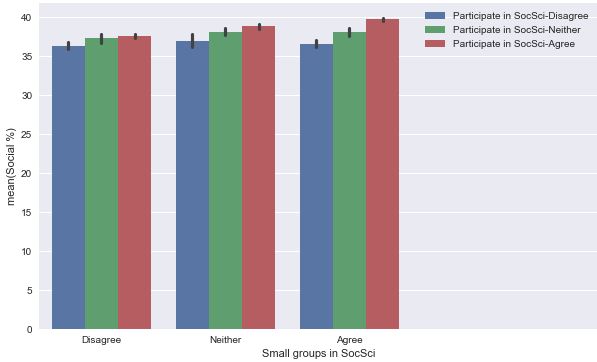 40
35
30
25
20
15
10
5
0
mean(Social %)
Disagree
Neither
Agree
Small groups in SocSci
Participate in SocSci-Disagree
Participate in SocSci-Neither
Participate in SocSci-Agree